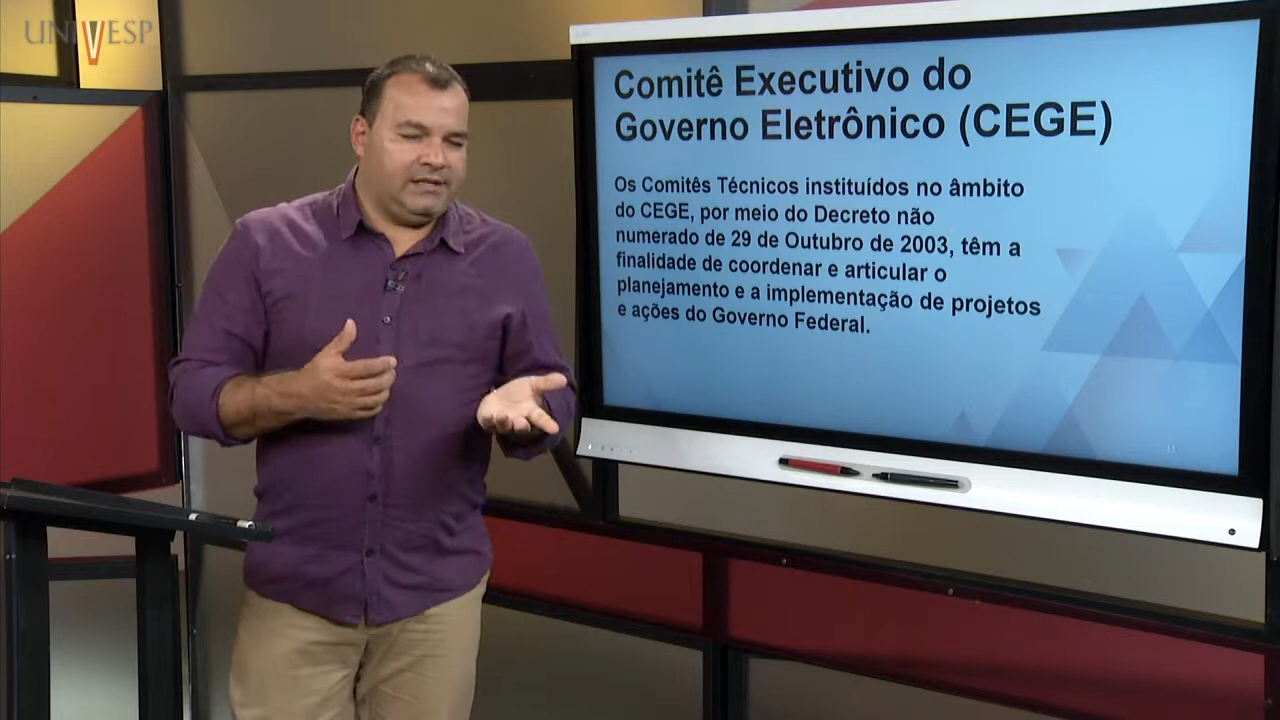 UNIVESP
Comitê Executivo do
Governo Eletrônico (CEGE)
Os Comitês Técnicos instituídos no âmbito
do CEGE, por meio do Decreto não
numerado de 29 de Outubro de 2003, têm a
finalidade de coordenar e articular o
planejamento e a implementação de projetos
e ações do Governo Federal.